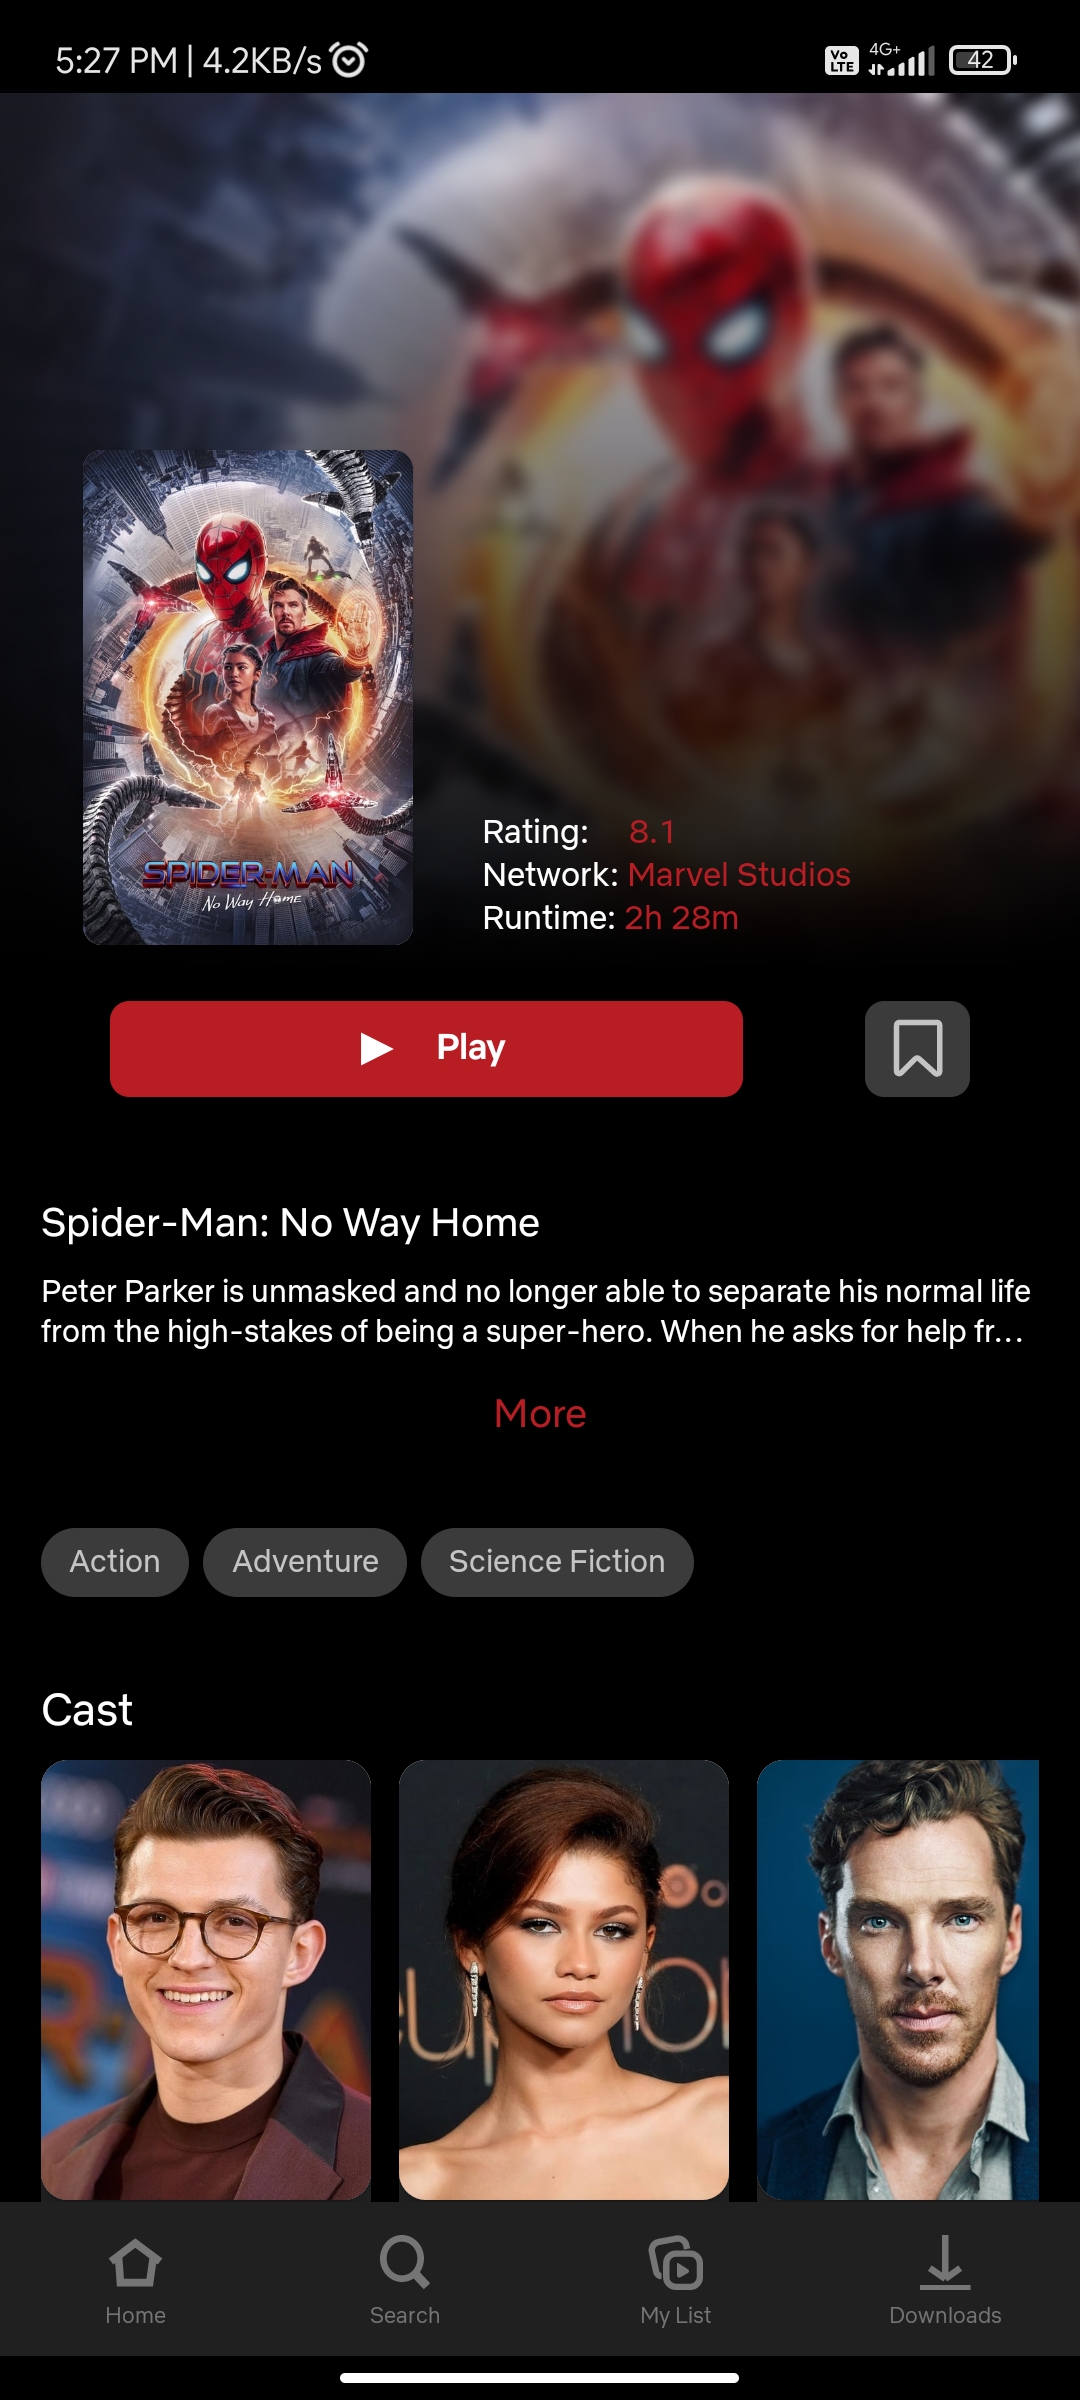 5:27 PM | 4.2KB/s
Vo LTE 4G+ 42
SPIDER-MAN
No Way Home
Rating: 8.1
Network: Marvel Studios
Runtime: 2h 28m
Play
Spider-Man: No Way Home
Peter Parker is unmasked and no longer able to separate his normal life
from the high-stakes of being a super-hero. When he asks for help fr...
More
Action Adventure Science Fiction
Cast
Home Search My List Downloads